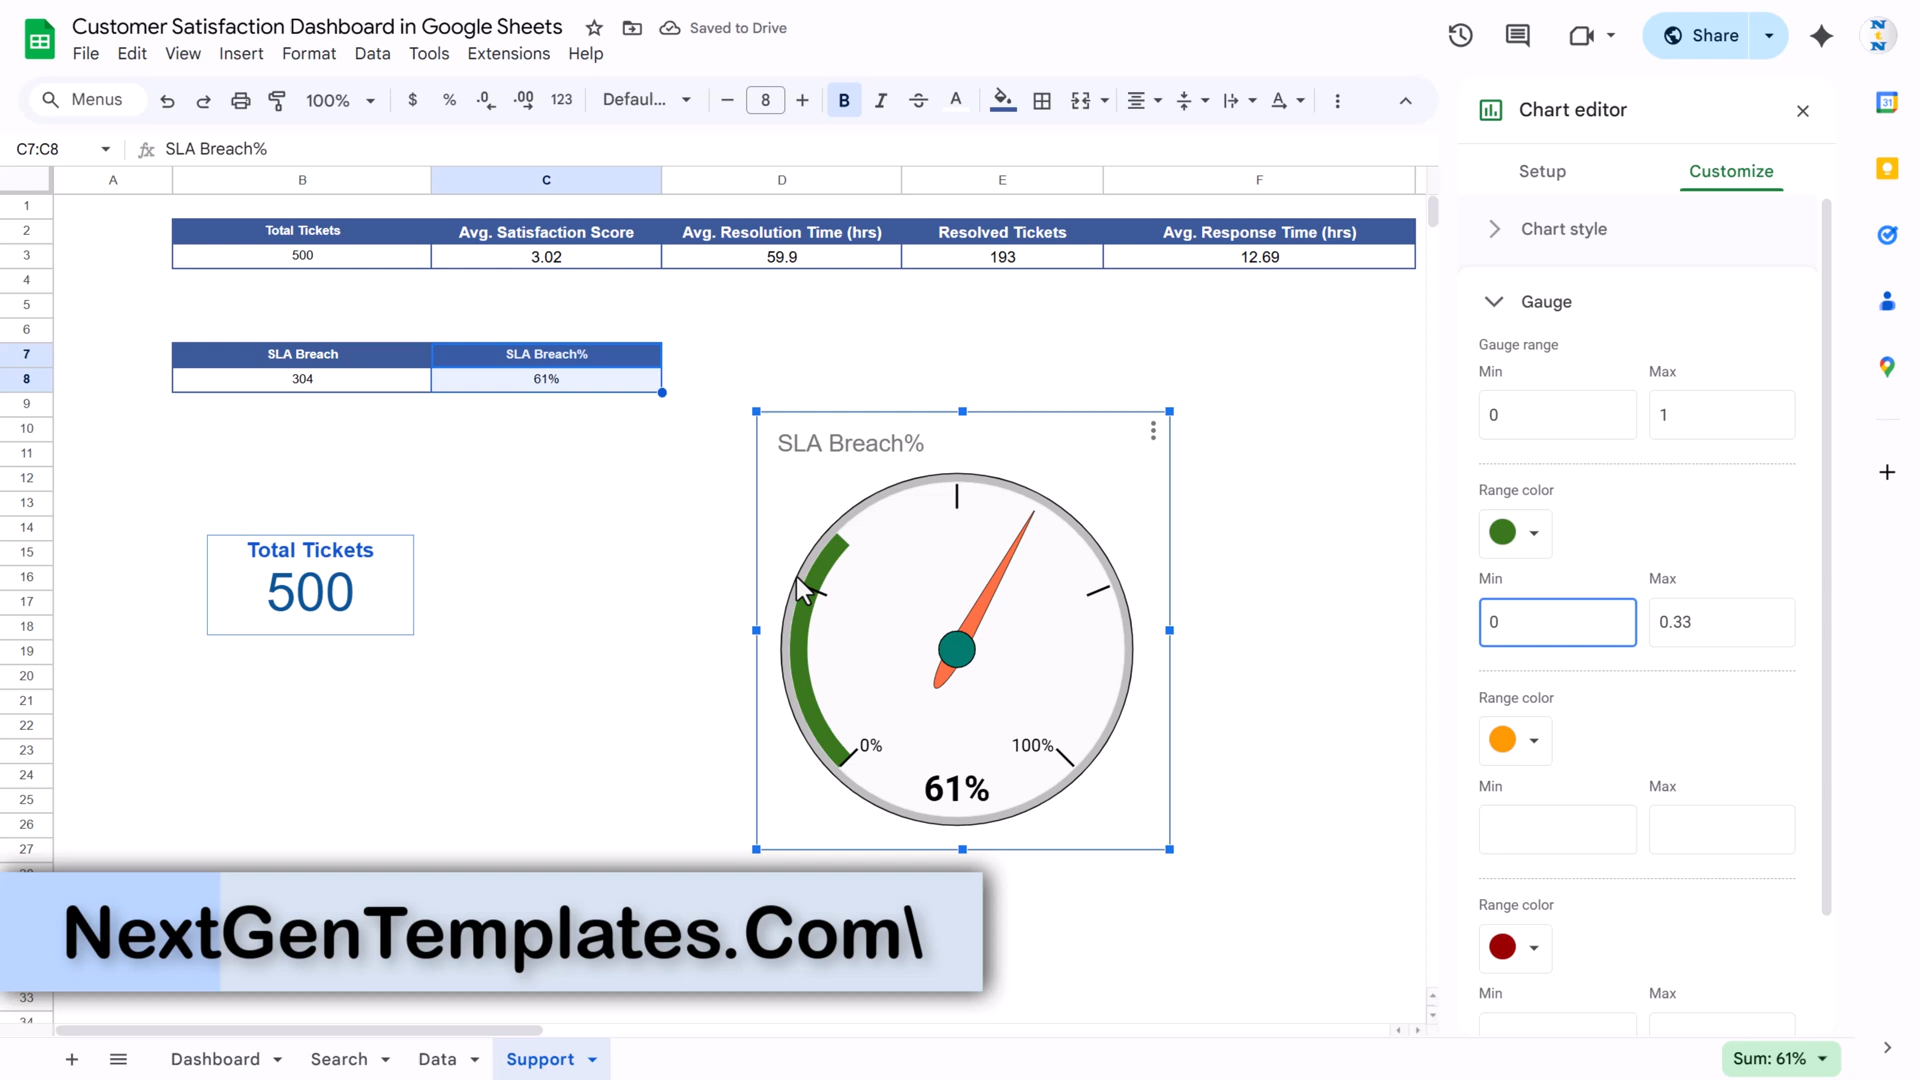 Customer Satisfaction Dashboard in Google Sheets
Saved to Drive
Share
File Edit View Insert Format Data Tools Extensions Help
Menus 100% $ % .0 .00 123 Defaul... 8 B I A
C7:C8 fx SLA Breach%
A B C D E F
1
2 Total Tickets Avg. Satisfaction Score Avg. Resolution Time (hrs) Resolved Tickets Avg. Response Time (hrs)
3 500 3.02 59.9 193 12.69
4
5
6
7 SLA Breach SLA Breach%
8 304 61%
9
10
11
12
13
14
15
16
17
18
19
20
21
22
23
24
25
26
27
33
34
Total Tickets
500
SLA Breach%
0% 100%
61%
NextGenTemplates.Com\
Chart editor
Setup Customize
Chart style
Gauge
Gauge range
Min Max
0 1
Range color
Min Max
0 0.33
Range color
Min Max
Range color
Min Max
Dashboard Search Data Support
Sum: 61%
31
N
t
N